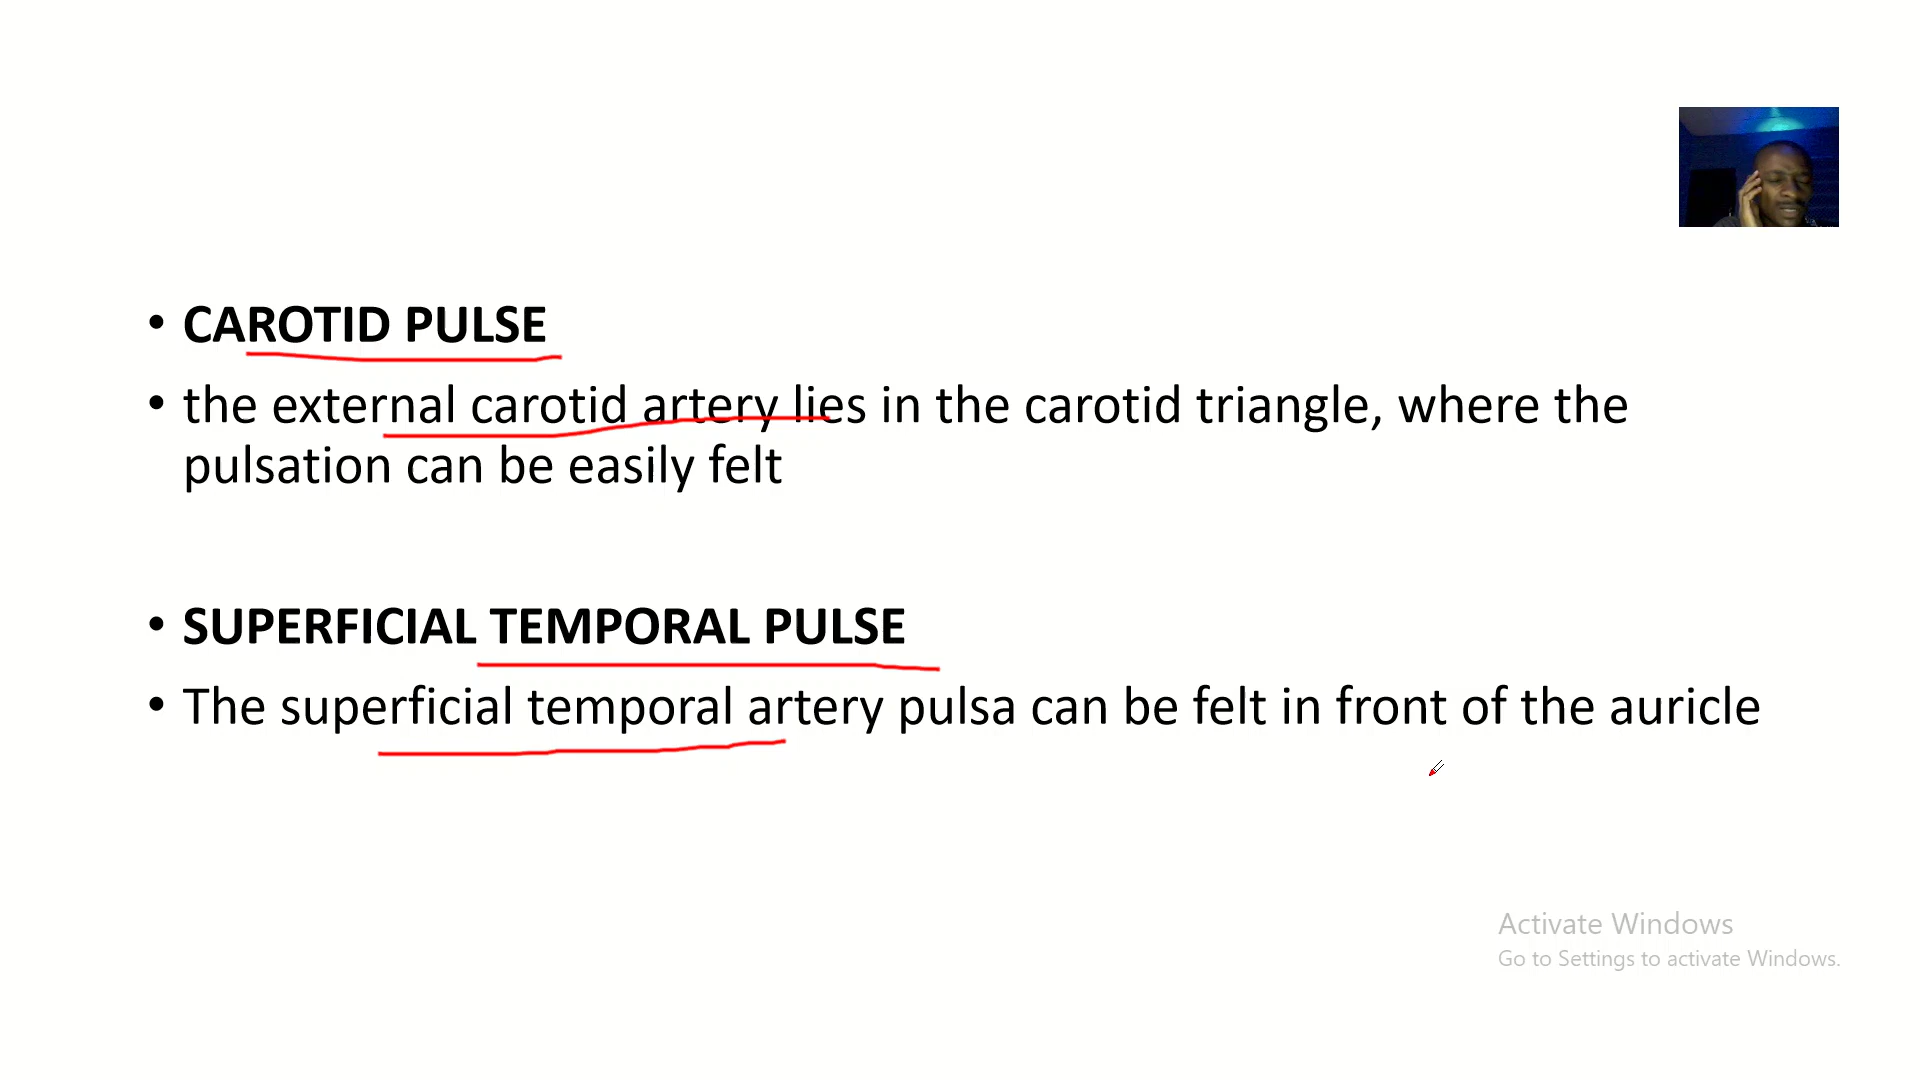 • CAROTID PULSE
• the external carotid artery lies in the carotid triangle, where the
pulsation can be easily felt
• SUPERFICIAL TEMPORAL PULSE
• The superficial temporal artery pulsa can be felt in front of the auricle
Activate Windows
Go to Settings to activate Windows.